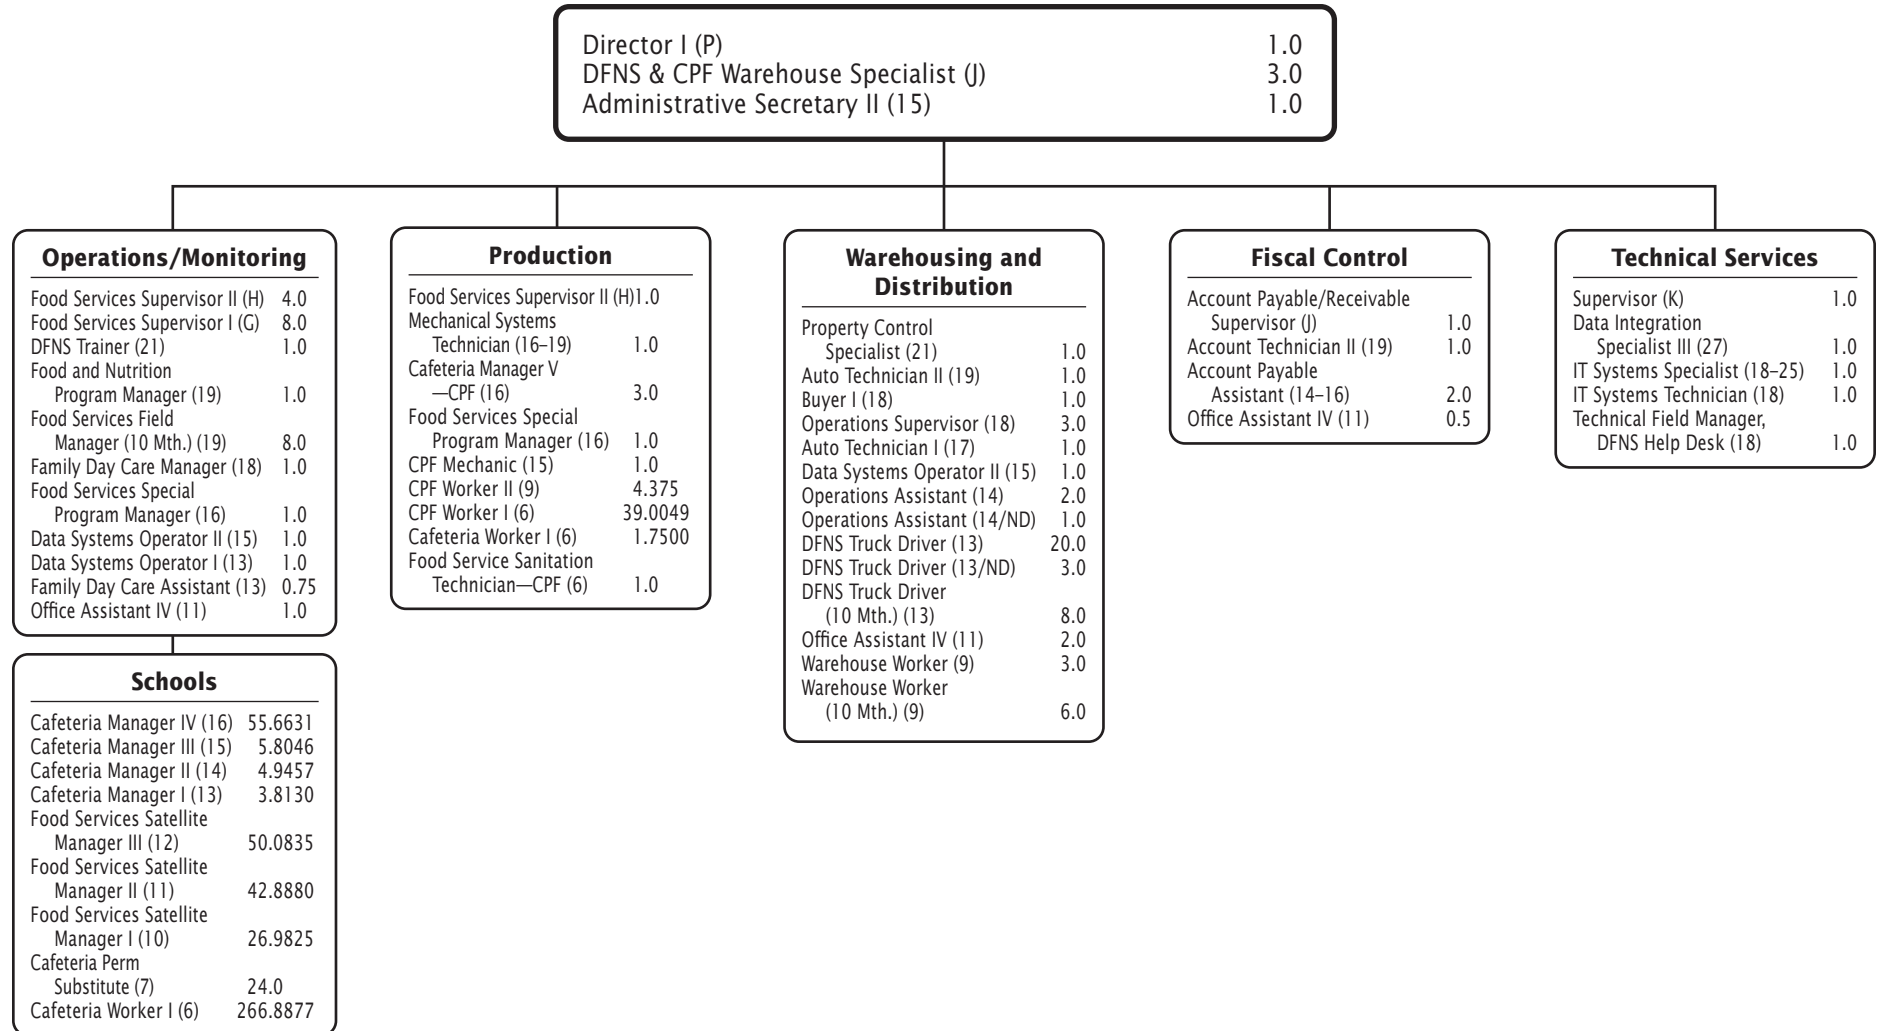 Director I (P) 1.0
DFNS & CPF Warehouse Specialist (J) 3.0
Administrative Secretary II (15) 1.0
Operations/Monitoring
Food Services Supervisor II (H) 4.0
Food Services Supervisor I (G) 8.0
DFNS Trainer (21) 1.0
Food and Nutrition
Program Manager (19) 1.0
Food Services Field
Manager (10 Mth.) (19) 8.0
Family Day Care Manager (18) 1.0
Food Services Special
Program Manager (16) 1.0
Data Systems Operator II (15) 1.0
Data Systems Operator I (13) 1.0
Family Day Care Assistant (13) 0.75
Office Assistant IV (11) 1.0
Schools
Cafeteria Manager IV (16) 55.6631
Cafeteria Manager III (15) 5.8046
Cafeteria Manager II (14) 4.9457
Cafeteria Manager I (13) 3.8130
Food Services Satellite
Manager III (12) 50.0835
Food Services Satellite
Manager II (11) 42.8880
Food Services Satellite
Manager I (10) 26.9825
Cafeteria Perm
Substitute (7) 24.0
Cafeteria Worker I (6) 266.8877
Production
Food Services Supervisor II (H)1.0
Mechanical Systems
Technician (16–19) 1.0
Cafeteria Manager V
—CPF (16) 3.0
Food Services Special
Program Manager (16) 1.0
CPF Mechanic (15) 1.0
CPF Worker II (9) 4.375
CPF Worker I (6) 39.0049
Cafeteria Worker I (6) 1.7500
Food Service Sanitation
Technician—CPF (6) 1.0
Warehousing and
Distribution
Property Control
Specialist (21) 1.0
Auto Technician II (19) 1.0
Buyer I (18) 1.0
Operations Supervisor (18) 3.0
Auto Technician I (17) 1.0
Data Systems Operator II (15) 1.0
Operations Assistant (14) 2.0
Operations Assistant (14/ND) 1.0
DFNS Truck Driver (13) 20.0
DFNS Truck Driver (13/ND) 3.0
DFNS Truck Driver
(10 Mth.) (13) 8.0
Office Assistant IV (11) 2.0
Warehouse Worker (9) 3.0
Warehouse Worker
(10 Mth.) (9) 6.0
Fiscal Control
Account Payable/Receivable
Supervisor (J) 1.0
Account Technician II (19) 1.0
Account Payable
Assistant (14–16) 2.0
Office Assistant IV (11) 0.5
Technical Services
Supervisor (K) 1.0
Data Integration
Specialist III (27) 1.0
IT Systems Specialist (18–25) 1.0
IT Systems Technician (18) 1.0
Technical Field Manager,
DFNS Help Desk (18) 1.0